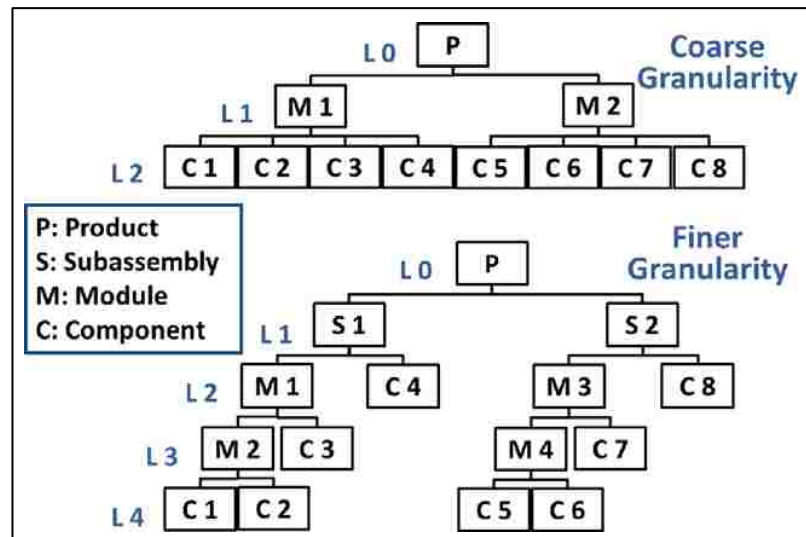 L 0 P Coarse
Granularity
L 1 M 1 M 2
L 2 C 1 C 2 C 3 C 4 C 5 C 6 C 7 C 8
P: Product
S: Subassembly
M: Module
C: Component
Finer
Granularity
L 0 P
L 1 S 1 S 2
L 2 M 1 C 4 M 3 C 8
L 3 M 2 C 3 M 4 C 7
L 4 C 1 C 2 C 5 C 6